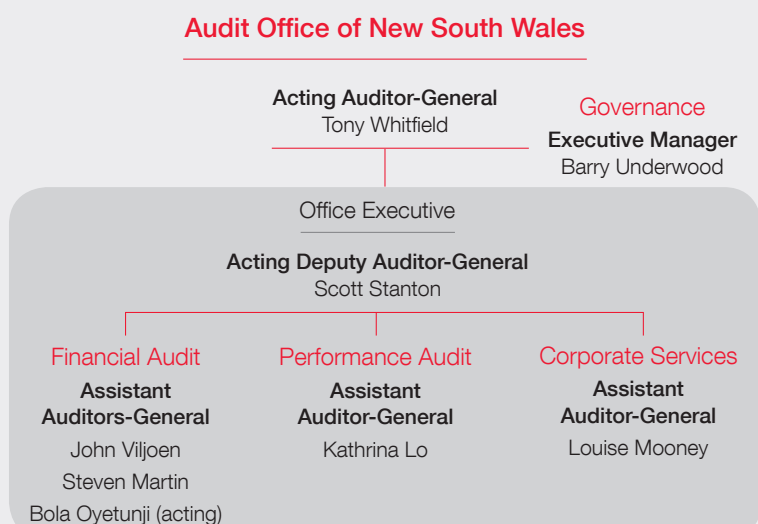 Audit Office of New South Wales
Acting Auditor-General
Tony Whitfield
Governance
Executive Manager
Barry Underwood
Office Executive
Acting Deputy Auditor-General
Scott Stanton
Financial Audit
Assistant
Auditors-General
John Viljoen
Steven Martin
Bola Oyetunji (acting)
Performance Audit
Assistant
Auditor-General
Kathrina Lo
Corporate Services
Assistant
Auditor-General
Louise Mooney